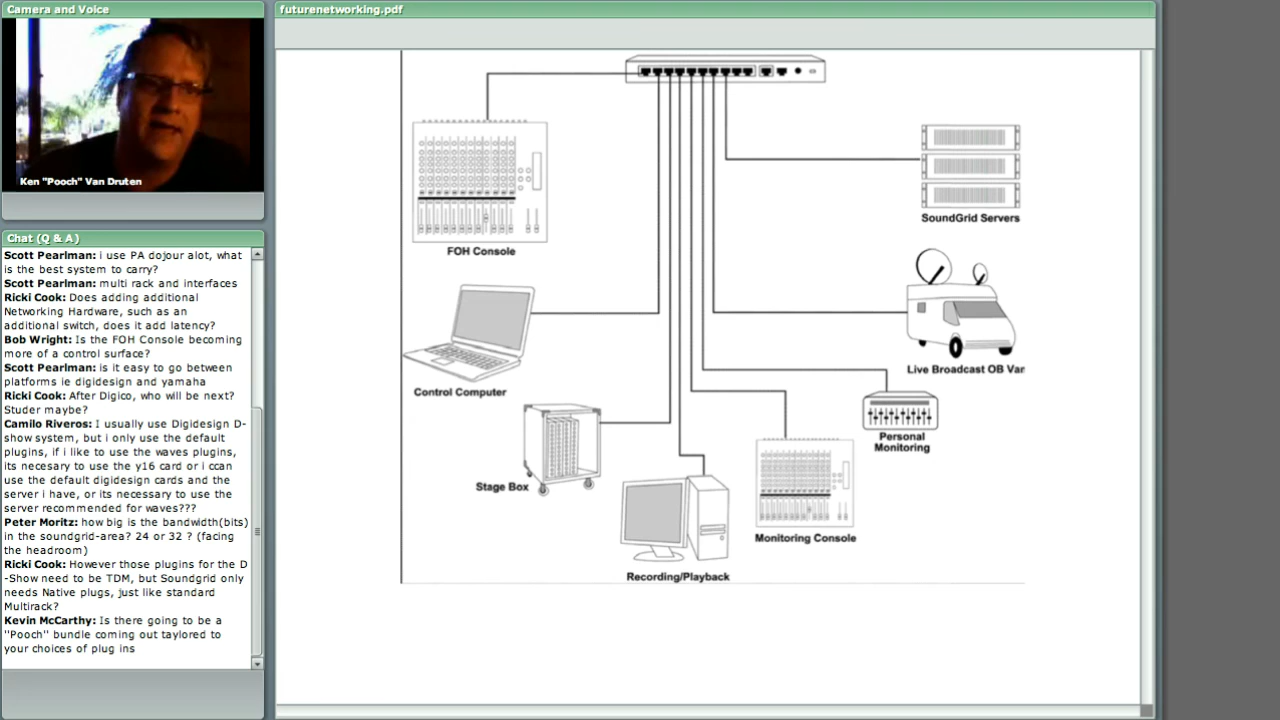 Camera and Voice
Ken "Pooch" Van Druten
Chat (Q & A)
Scott Pearlman: i use PA dojour alot, what
is the best system to carry?
Scott Pearlman: multi rack and interfaces
Ricki Cook: Does adding additional
Networking Hardware, such as an
additional switch, does it add latency?
Bob Wright: Is the FOH Console becoming
more of a control surface?
Scott Pearlman: is it easy to go between
platforms ie digidesign and yamaha
Ricki Cook: After Digico, who will be next?
Studer maybe?
Camilo Riveros: I usually use Digidesign D-
show system, but i only use the default
plugins, if i like to use the waves plugins,
its necesary to use the y16 card or i ccan
use the default digidesign cards and the
server i have, or its necessary to use the
server recommended for waves???
Peter Moritz: how big is the bandwidth(bits)
in the soundgrid-area? 24 or 32 ? (facing
the headroom)
Ricki Cook: However those plugins for the D
-Show need to be TDM, but Soundgrid only
needs Native plugs, just like standard
Multirack?
Kevin McCarthy: Is there going to be a
"Pooch" bundle coming out taylored to
your choices of plug ins
futurenetworking.pdf
FOH Console
SoundGrid Servers
Control Computer
Live Broadcast OB Van
Personal
Monitoring
Stage Box
Monitoring Console
Recording/Playback